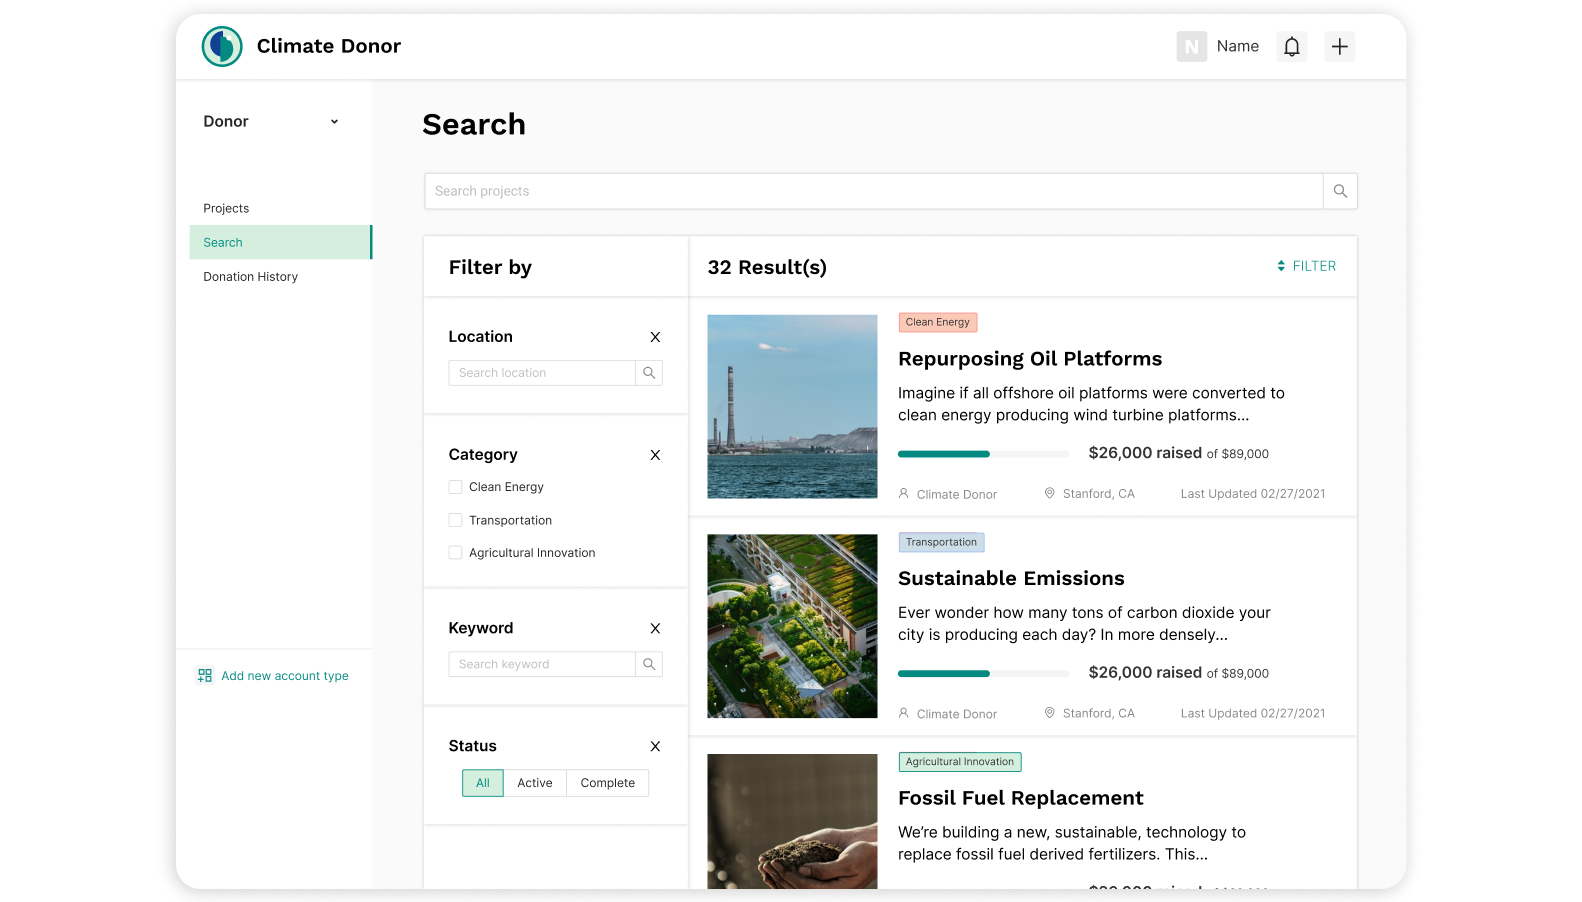 Climate Donor
N Name
Donor
Projects
Search
Donation History
Add new account type
Search
Search projects
Filter by
Location X
Search location
Category X
Clean Energy
Transportation
Agricultural Innovation
Keyword X
Search keyword
Status X
All Active Complete
32 Result(s)
FILTER
Clean Energy
Repurposing Oil Platforms
Imagine if all offshore oil platforms were converted to
clean energy producing wind turbine platforms...
$26,000 raised of $89,000
Climate Donor Stanford, CA Last Updated 02/27/2021
Transportation
Sustainable Emissions
Ever wonder how many tons of carbon dioxide your
city is producing each day? In more densely...
$26,000 raised of $89,000
Climate Donor Stanford, CA Last Updated 02/27/2021
Agricultural Innovation
Fossil Fuel Replacement
We’re building a new, sustainable, technology to
replace fossil fuel derived fertilizers. This...